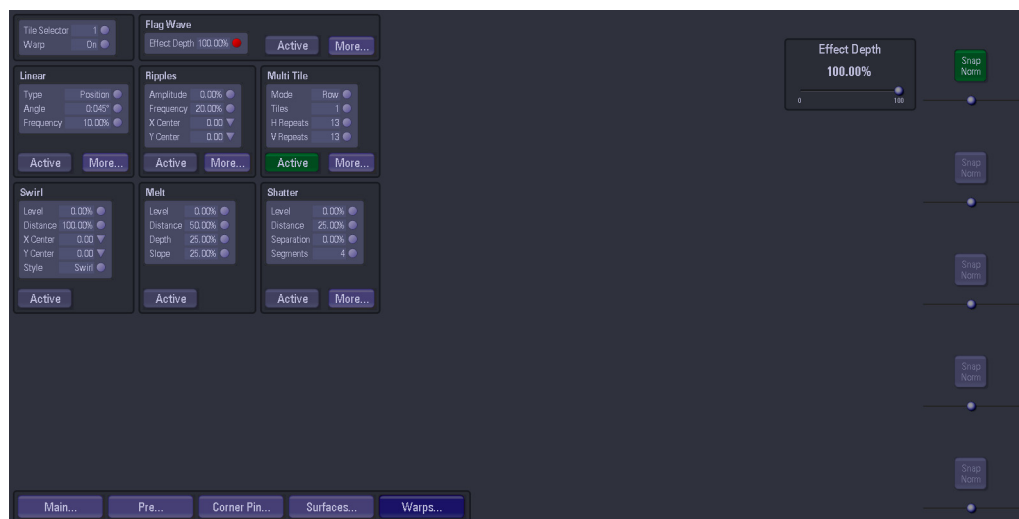 Tile Selector 1
Warp On
Flag Wave
Effect Depth 100.00%
Active More...
Linear
Type Position
Angle 0.045°
Frequency 10.00%
Active More...
Ripples
Amplitude 0.00%
Frequency 20.00%
X Center 0.00
Y Center 0.00
Active More...
Multi Tile
Mode Row
Tiles 1
H Repeats 13
V Repeats 13
Active More...
Swirl
Level 0.00%
Distance 100.00%
X Center 0.00
Y Center 0.00
Style Swirl
Active
Melt
Level 0.00%
Distance 50.00%
Depth 25.00%
Slope 25.00%
Active
Shatter
Level 0.00%
Distance 25.00%
Separation 0.00%
Segments 4
Active More...
Effect Depth
100.00%
0 100
Snap
Norm
Snap
Norm
Snap
Norm
Snap
Norm
Snap
Norm
Main... Pre... Corner Pin... Surfaces... Warps...